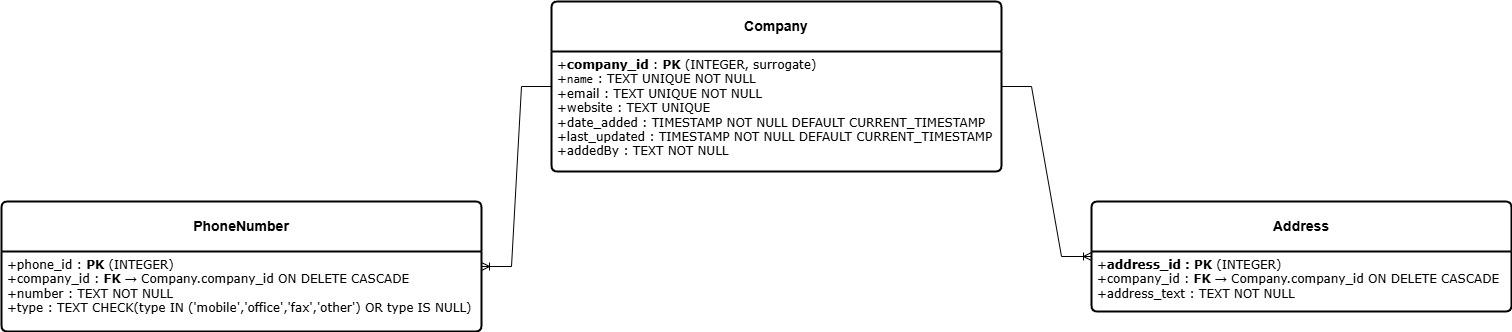 Company
+company_id : PK (INTEGER, surrogate)
+name : TEXT UNIQUE NOT NULL
+email : TEXT UNIQUE NOT NULL
+website : TEXT UNIQUE
+date_added : TIMESTAMP NOT NULL DEFAULT CURRENT_TIMESTAMP
+last_updated : TIMESTAMP NOT NULL DEFAULT CURRENT_TIMESTAMP
+addedBy : TEXT NOT NULL
PhoneNumber
+phone_id : PK (INTEGER)
+company_id : FK → Company.company_id ON DELETE CASCADE
+number : TEXT NOT NULL
+type : TEXT CHECK(type IN ('mobile','office','fax','other') OR type IS NULL)
Address
+address_id : PK (INTEGER)
+company_id : FK → Company.company_id ON DELETE CASCADE
+address_text : TEXT NOT NULL